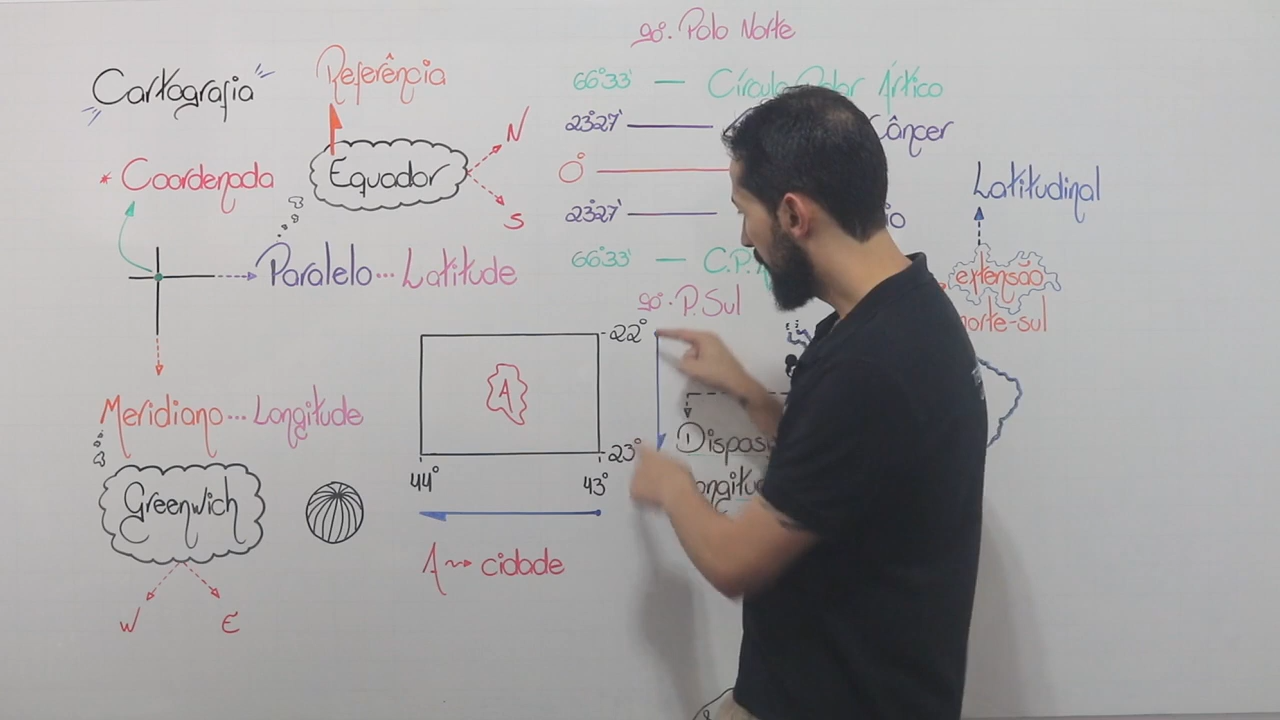 Cartografia
Referência
Equador
N
S
* Coordenada
Paralelo... Latitude
Meridiano... Longitude
Greenwich
W
E
90°. Polo Norte
66°33' — Círculo Polar Ártico
23°27'
Câncer
0°
23°27'
66°33' — C.P.
90°. P. Sul
Latitudinal
extensão
norte-sul
A
22°
23°
44°
43°
A ~> cidade
1